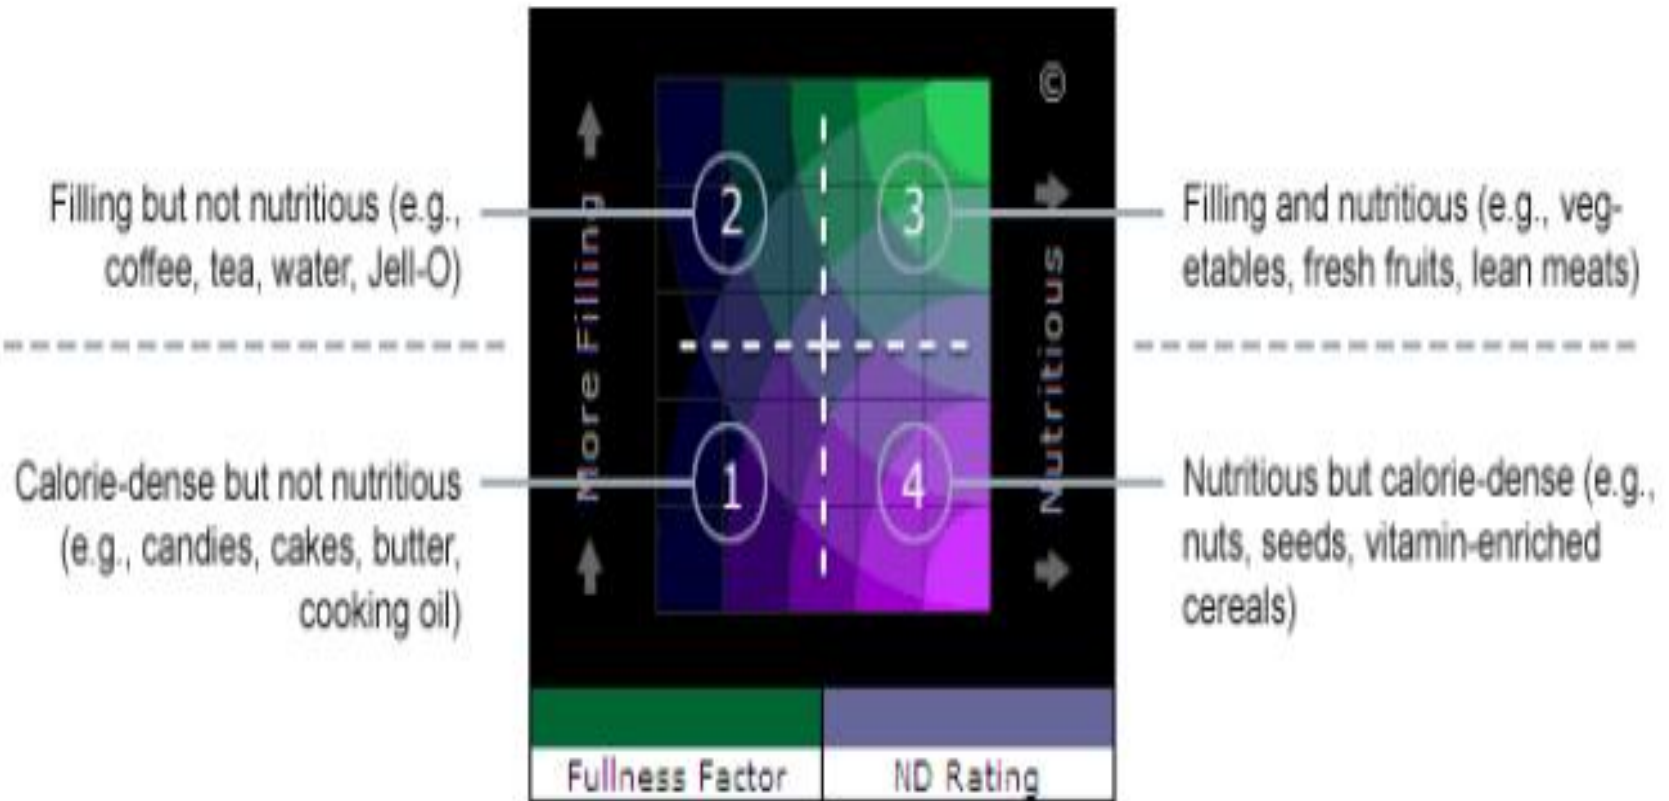 Filling but not nutritious (e.g.,
coffee, tea, water, Jell-O)
Calorie-dense but not nutritious
(e.g., candies, cakes, butter,
cooking oil)
More Filling
2
3
1
4
©
Nutritious
Filling and nutritious (e.g., veg-
etables, fresh fruits, lean meats)
Nutritious but calorie-dense (e.g.,
nuts, seeds, vitamin-enriched
cereals)
Fullness Factor
ND Rating